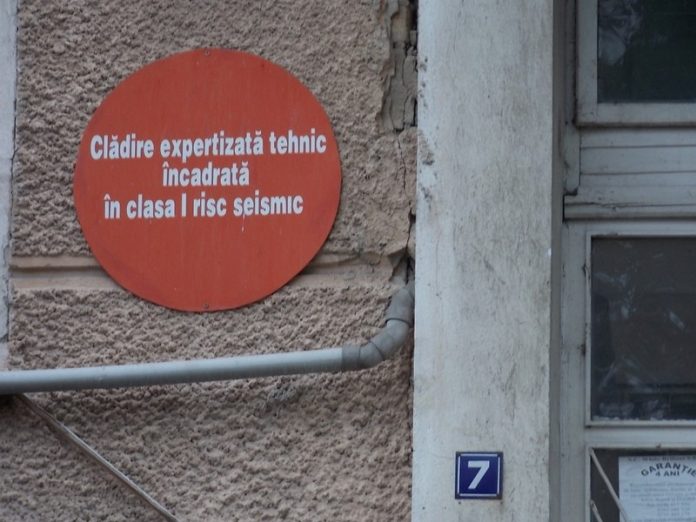 Clădire expertizată tehnic
încadrată
în clasa I risc seismic
7
GARANȚIE
4 ANI